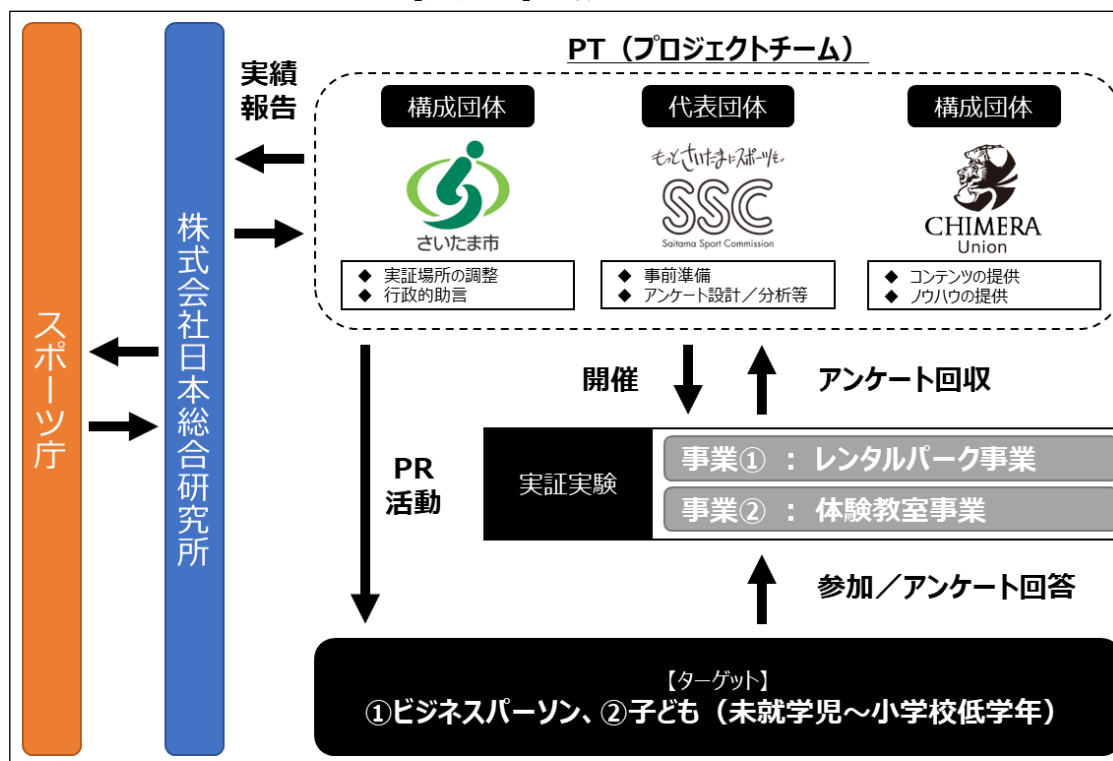 PT（プロジェクトチーム）
実績
報告
構成団体
代表団体
構成団体
さいたま市
もっとさいたまにスポーツを。
SSC
Saitama Sport Commission
CHIMERA
Union
◆ 実証場所の調整
◆ 行政的助言
◆ 事前準備
◆ アンケート設計／分析等
◆ コンテンツの提供
◆ ノウハウの提供
スポーツ庁
株式会社日本総合研究所
開催
アンケート回収
PR
活動
実証実験
事業① ： レンタルパーク事業
事業② ： 体験教室事業
参加／アンケート回答
【ターゲット】
①ビジネスパーソン、②子ども（未就学児～小学校低学年）